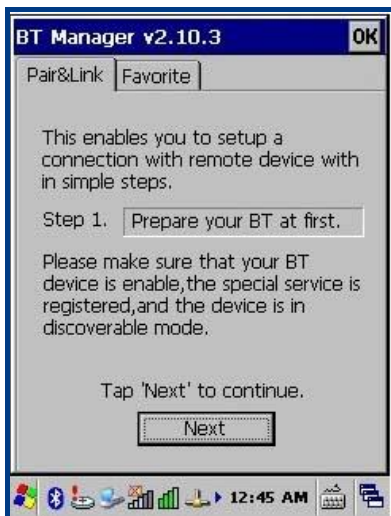 BT Manager v2.10.3 OK
Pair&Link Favorite
This enables you to setup a
connection with remote device with
in simple steps.
Step 1. Prepare your BT at first.
Please make sure that your BT
device is enable,the special service is
registered,and the device is in
discoverable mode.
Tap 'Next' to continue.
Next
12:45 AM